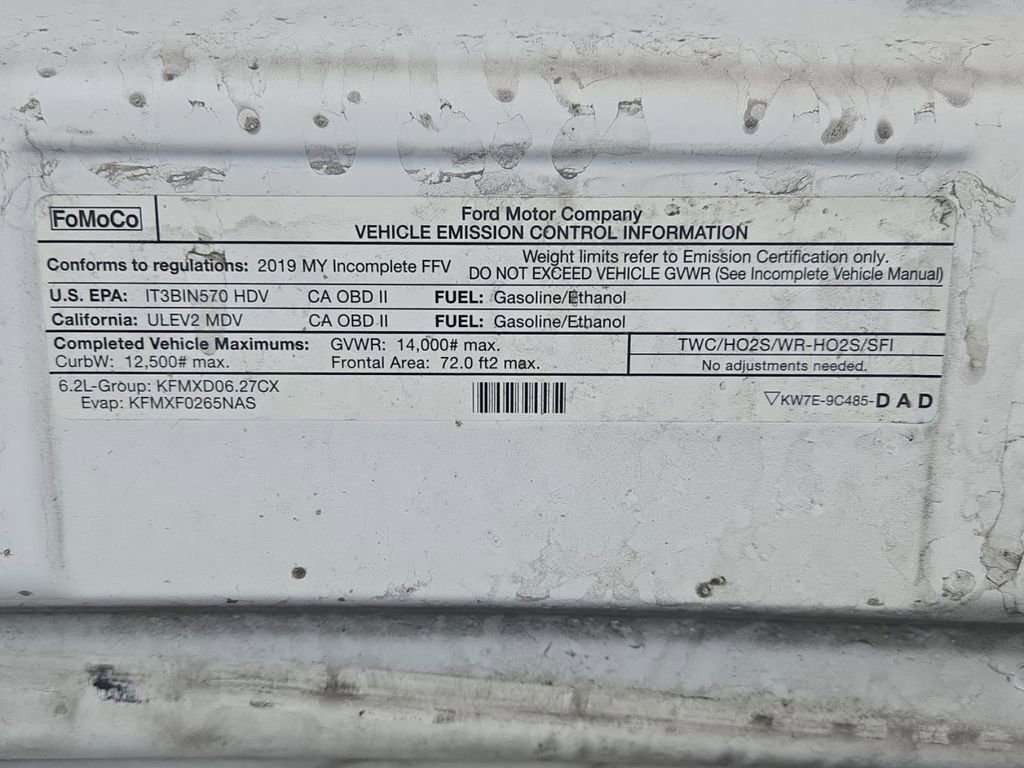 FoMoCo
Ford Motor Company
VEHICLE EMISSION CONTROL INFORMATION
Conforms to regulations: 2019 MY Incomplete FFV
Weight limits refer to Emission Certification only.
DO NOT EXCEED VEHICLE GVWR (See Incomplete Vehicle Manual)
U.S. EPA: IT3BIN570 HDV CA OBD II FUEL: Gasoline/Ethanol
California: ULEV2 MDV CA OBD II FUEL: Gasoline/Ethanol
Completed Vehicle Maximums: GVWR: 14,000# max.
CurbW: 12,500# max. Frontal Area: 72.0 ft2 max.
TWC/HO2S/WR-HO2S/SFI
No adjustments needed.
6.2L-Group: KFMXD06.27CX
Evap: KFMXF0265NAS
▽KW7E-9C485-DAD